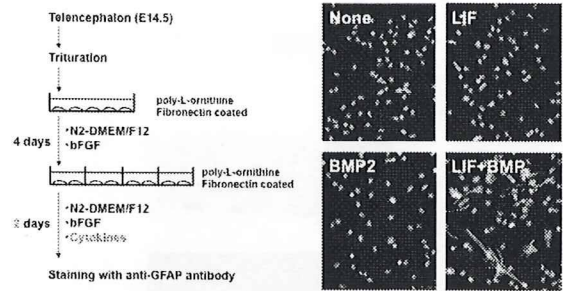 Telencephalon (E14.5)
Trituration
poly-L-ornithine
Fibronectin coated
4 days
•N2-DMEM/F12
•bFGF
poly-L-ornithine
Fibronectin coated
2 days
•N2-DMEM/F12
•bFGF
•Cytokines
Staining with anti-GFAP antibody
None
LIF
BMP2
LIF+BMP